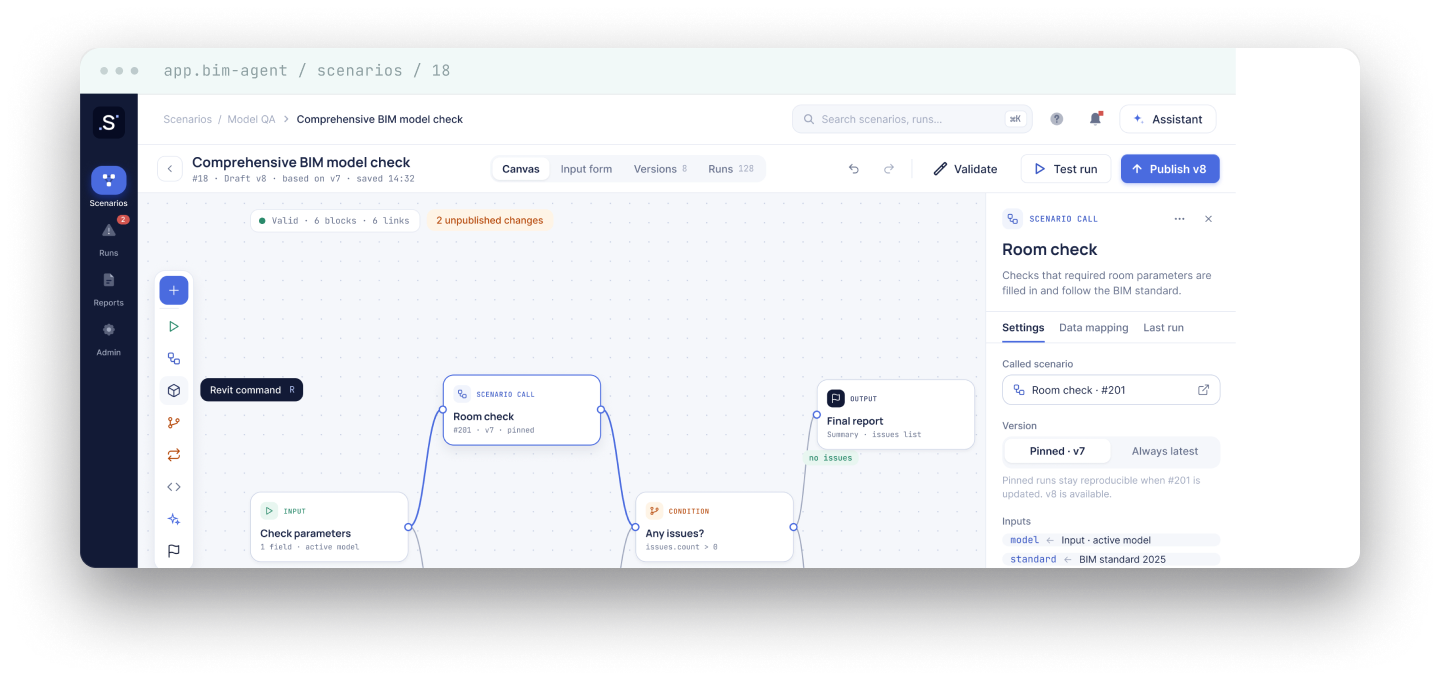 app.bim-agent / scenarios / 18
.S
Scenarios / Model QA > Comprehensive BIM model check
Search scenarios, runs... ⌘K
?
Assistant
Comprehensive BIM model check
#18 · Draft v8 · based on v7 · saved 14:32
Canvas Input form Versions 8 Runs 128
Validate
Test run
Publish v8
Scenarios
2
Runs
Reports
Admin
Valid · 6 blocks · 6 links
2 unpublished changes
Revit command R
SCENARIO CALL
Room check
#201 · v7 · pinned
OUTPUT
Final report
Summary · issues list
no issues
INPUT
Check parameters
1 field · active model
CONDITION
Any issues?
issues.count > 0
SCENARIO CALL
Room check
Checks that required room parameters are
filled in and follow the BIM standard.
Settings Data mapping Last run
Called scenario
Room check · #201
Version
Pinned · v7 Always latest
Pinned runs stay reproducible when #201 is
updated. v8 is available.
Inputs
model ← Input · active model
standard ← BIM standard 2025